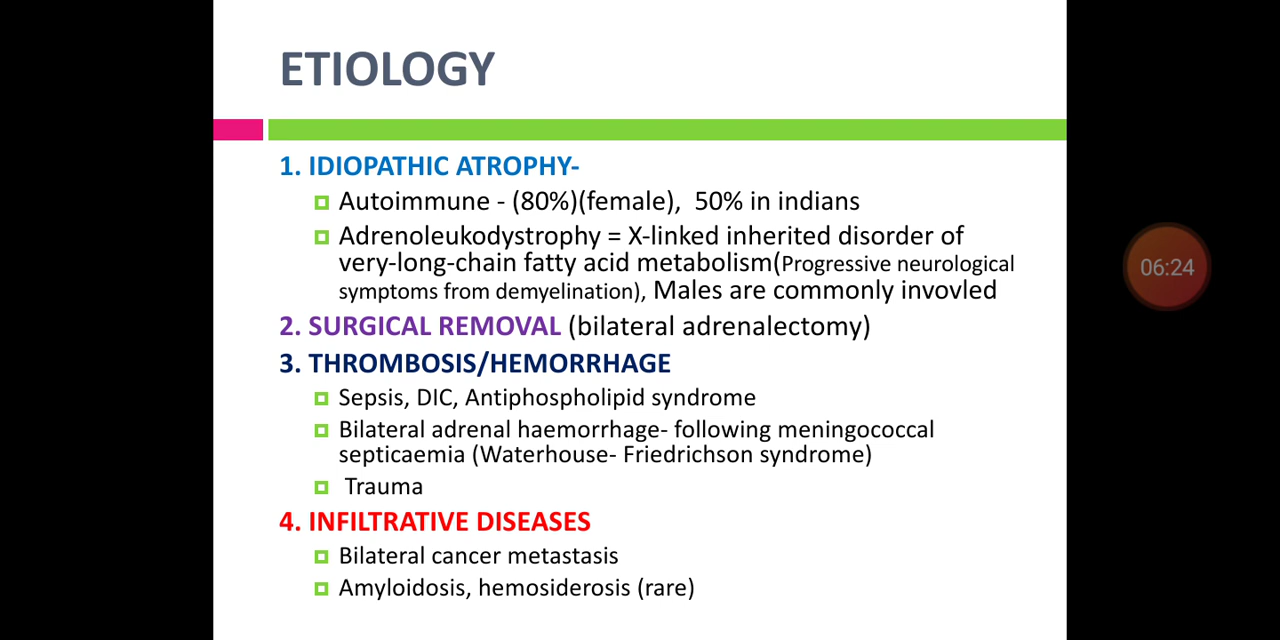 ETIOLOGY
1. IDIOPATHIC ATROPHY-
Autoimmune - (80%)(female), 50% in indians
Adrenoleukodystrophy = X-linked inherited disorder of
very-long-chain fatty acid metabolism(Progressive neurological
symptoms from demyelination), Males are commonly invovled
2. SURGICAL REMOVAL (bilateral adrenalectomy)
3. THROMBOSIS/HEMORRHAGE
Sepsis, DIC, Antiphospholipid syndrome
Bilateral adrenal haemorrhage- following meningococcal
septicaemia (Waterhouse- Friedrichson syndrome)
Trauma
4. INFILTRATIVE DISEASES
Bilateral cancer metastasis
Amyloidosis, hemosiderosis (rare)
06:24